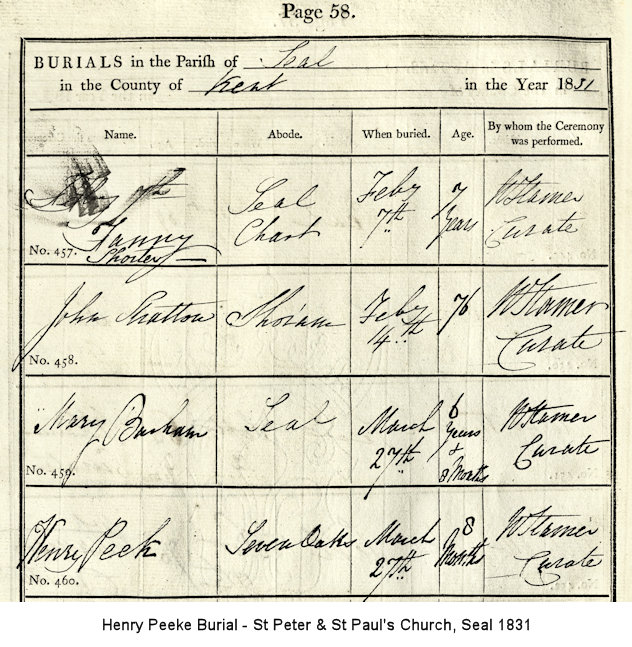 Page 58.
BURIALS in the Parish of Seal
in the County of Kent in the Year 1831
Name. Abode. When buried. Age. By whom the Ceremony
was performed.
Fanny
Shorter
Seal
Chart
Feby
7th
7
Years
W Stamer
Curate
No. 457.
John Stratton
Shoram
Feby
14th
76
W Stamer
Curate
No. 458.
Mary Barham
Seal
March
27th
6
Years
&
8 Months
W Stamer
Curate
No. 459.
Henry Peek
SevenOaks
March
27th
8
Months
W Stamer
Curate
No. 460.
Henry Peeke Burial - St Peter & St Paul's Church, Seal 1831